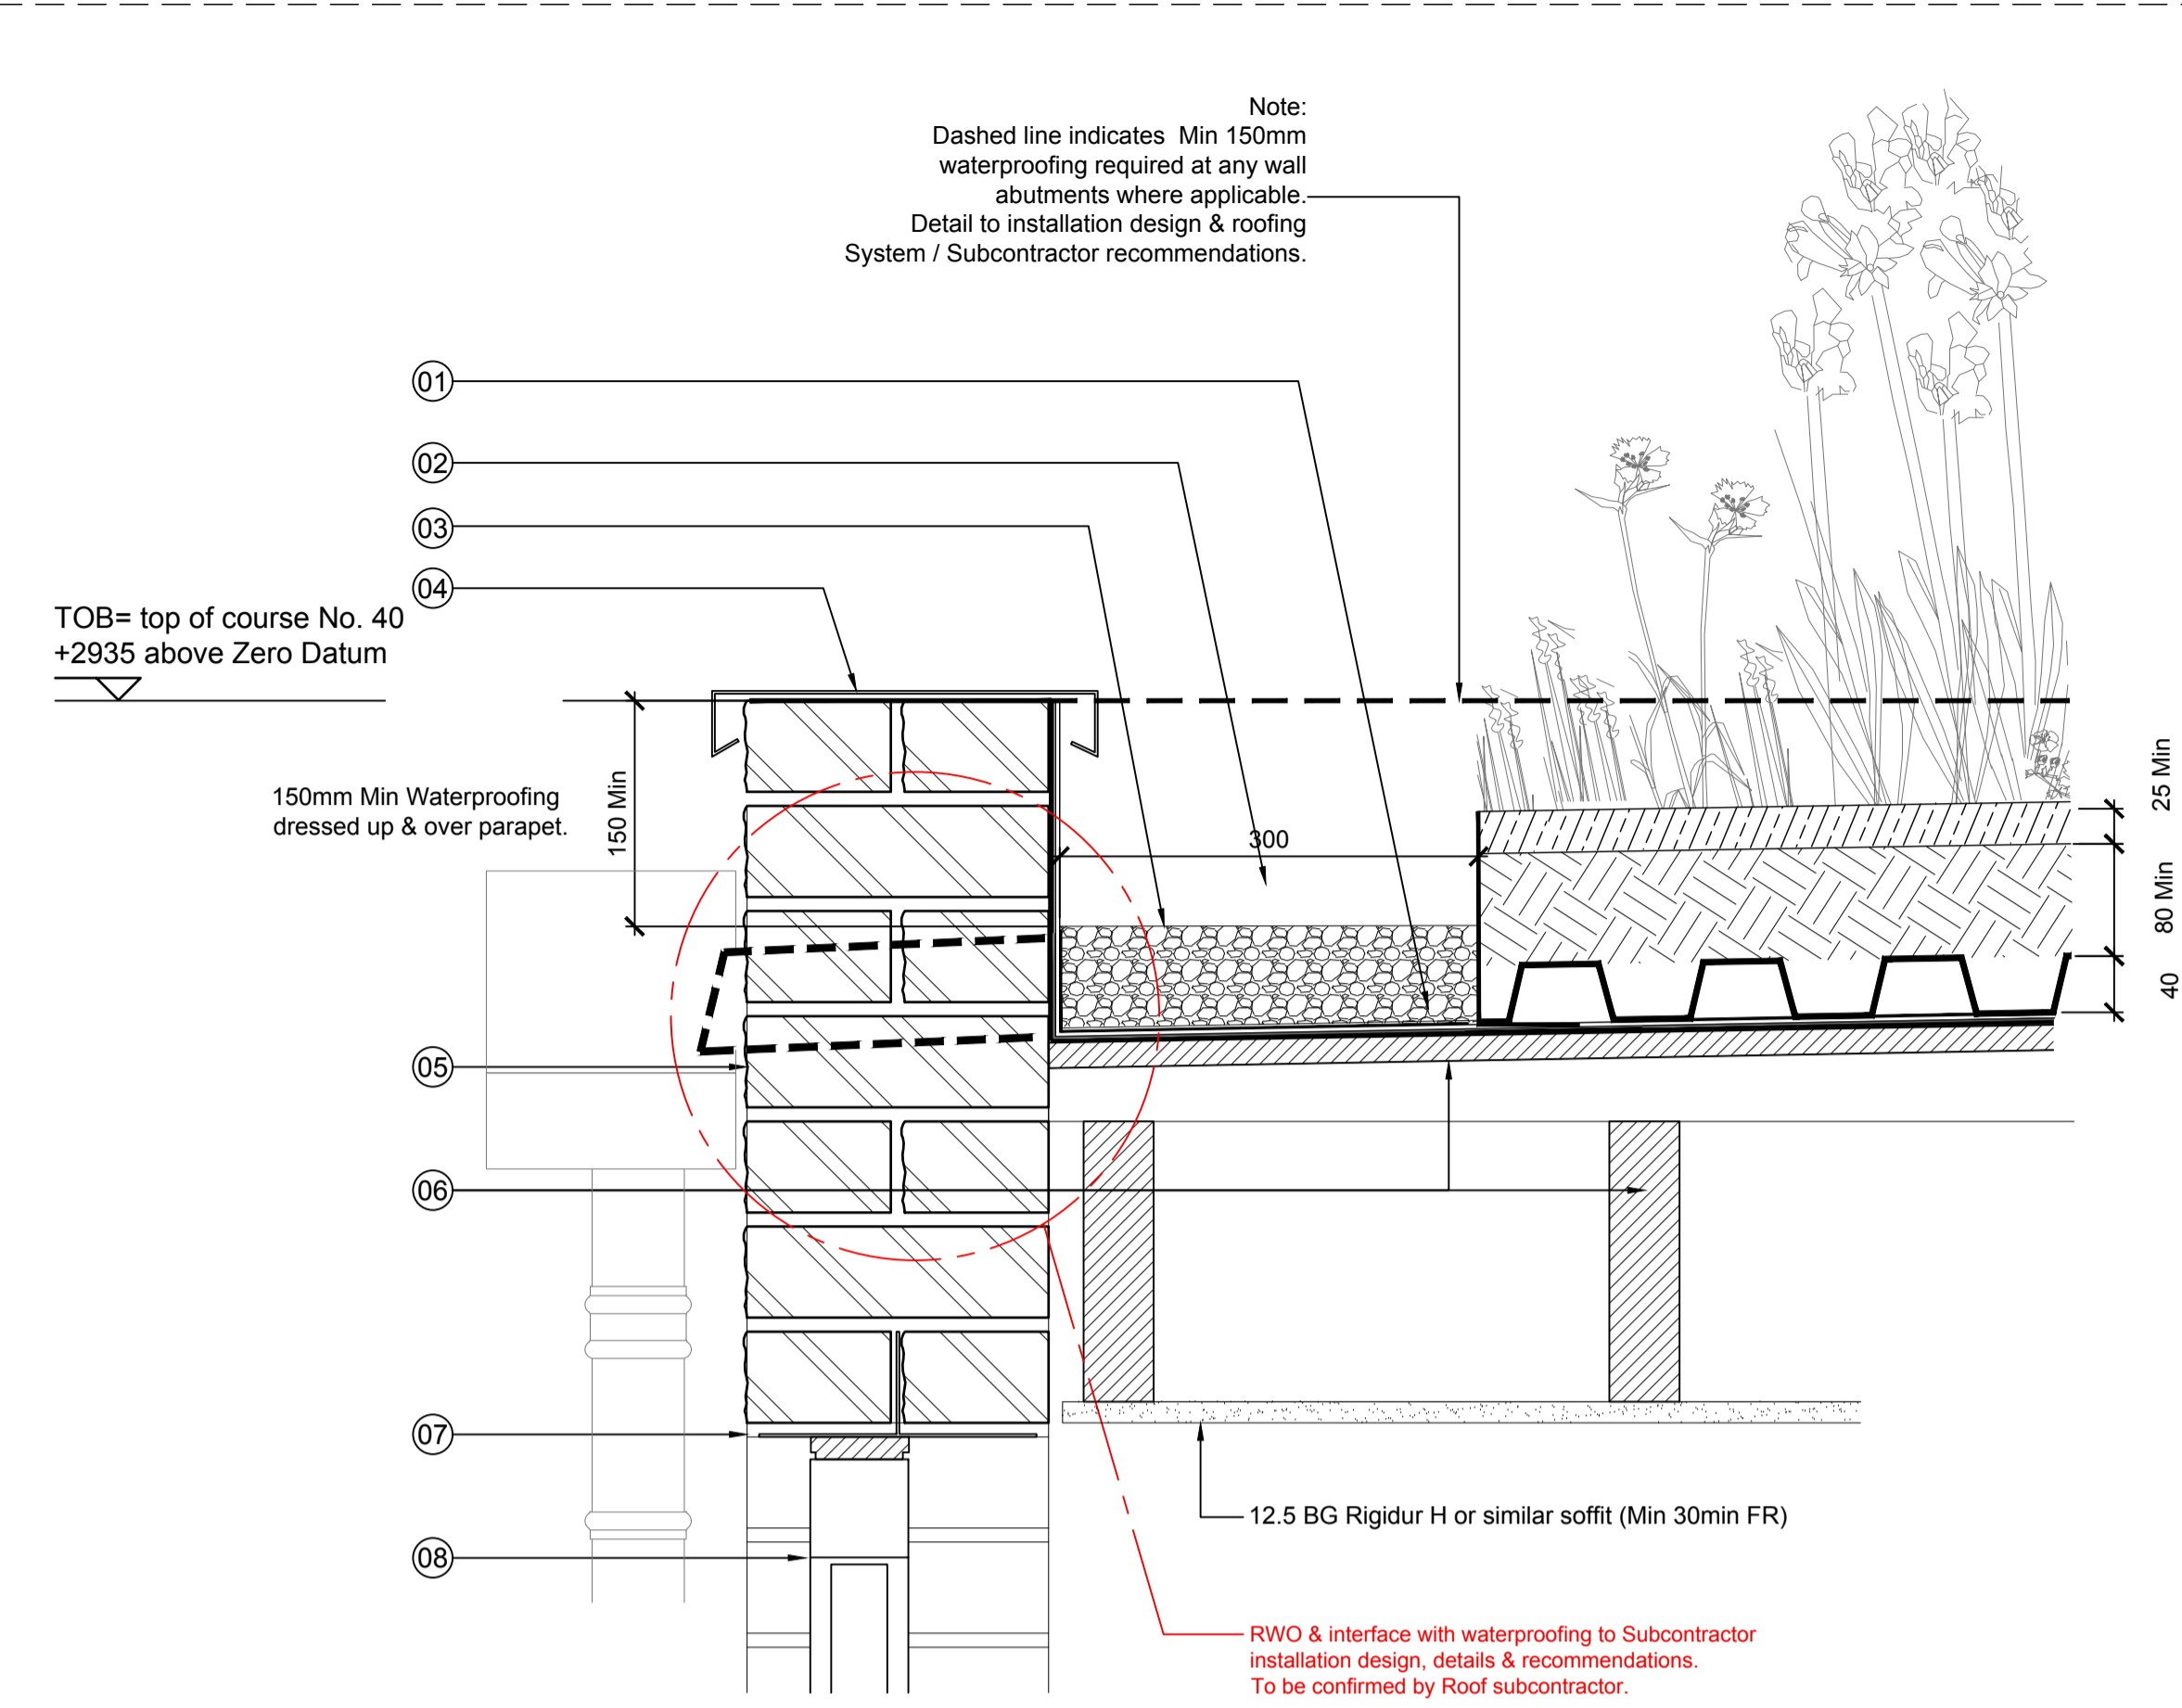 Note:
Dashed line indicates Min 150mm
waterproofing required at any wall
abutments where applicable.
Detail to installation design & roofing
System / Subcontractor recommendations.
01
02
03
04
TOB= top of course No. 40
+2935 above Zero Datum
150mm Min Waterproofing
dressed up & over parapet.
150 Min
300
25 Min
80 Min
40
05
06
07
08
12.5 BG Rigidur H or similar soffit (Min 30min FR)
RWO & interface with waterproofing to Subcontractor
installation design, details & recommendations.
To be confirmed by Roof subcontractor.